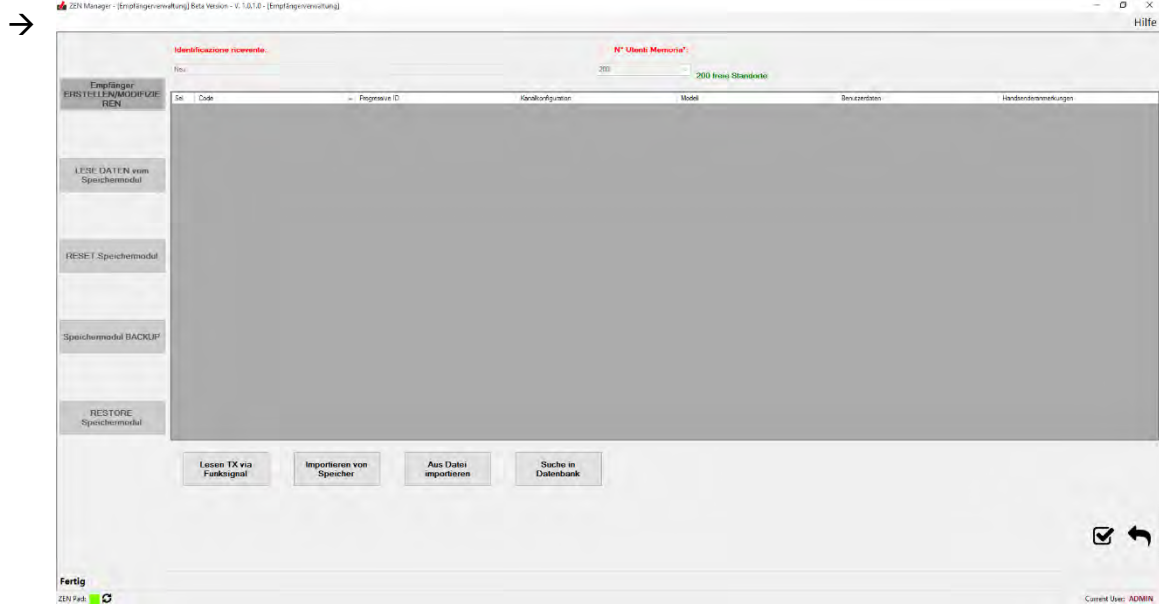 ZEN Manager - [Empfängerverwaltung] Beta Version - V. 1.0.1.0 - [Empfängerverwaltung]
→
Hilfe
Identificazione ricevente
N° Utenti Memoria*:
Neu
200
200 freie Standorte
Empfänger
ERSTELLEN/MODIFIZIE
REN
Sel.
Code
Progressive ID
Kanalkonfiguration
Modell
Benutzerdaten
Handsenderanmerkungen
LESE DATEN vom
Speichermodul
RESET Speichermodul
Speichermodul BACKUP
RESTORE
Speichermodul
Lesen TX via
Funksignal
Importieren von
Speicher
Aus Datei
importieren
Suche in
Datenbank
Fertig
ZEN Pad:
Current User: ADMIN